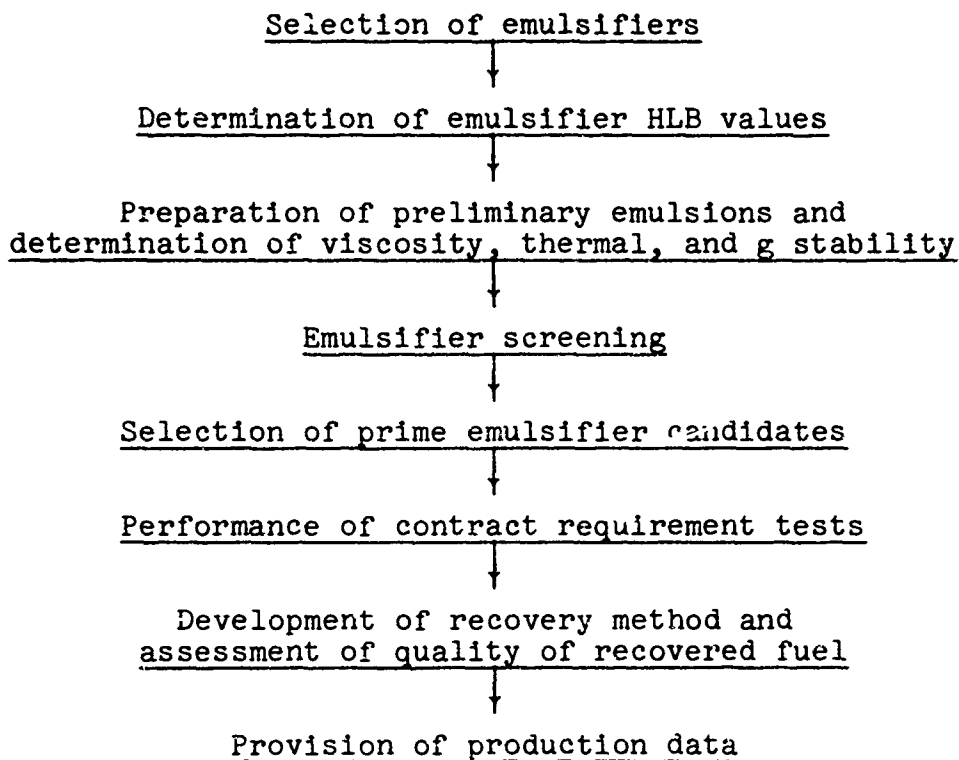 Selection of emulsifiers
Determination of emulsifier HLB values
Preparation of preliminary emulsions and
determination of viscosity, thermal, and g stability
Emulsifier screening
Selection of prime emulsifier candidates
Performance of contract requirement tests
Development of recovery method and
assessment of quality of recovered fuel
Provision of production data